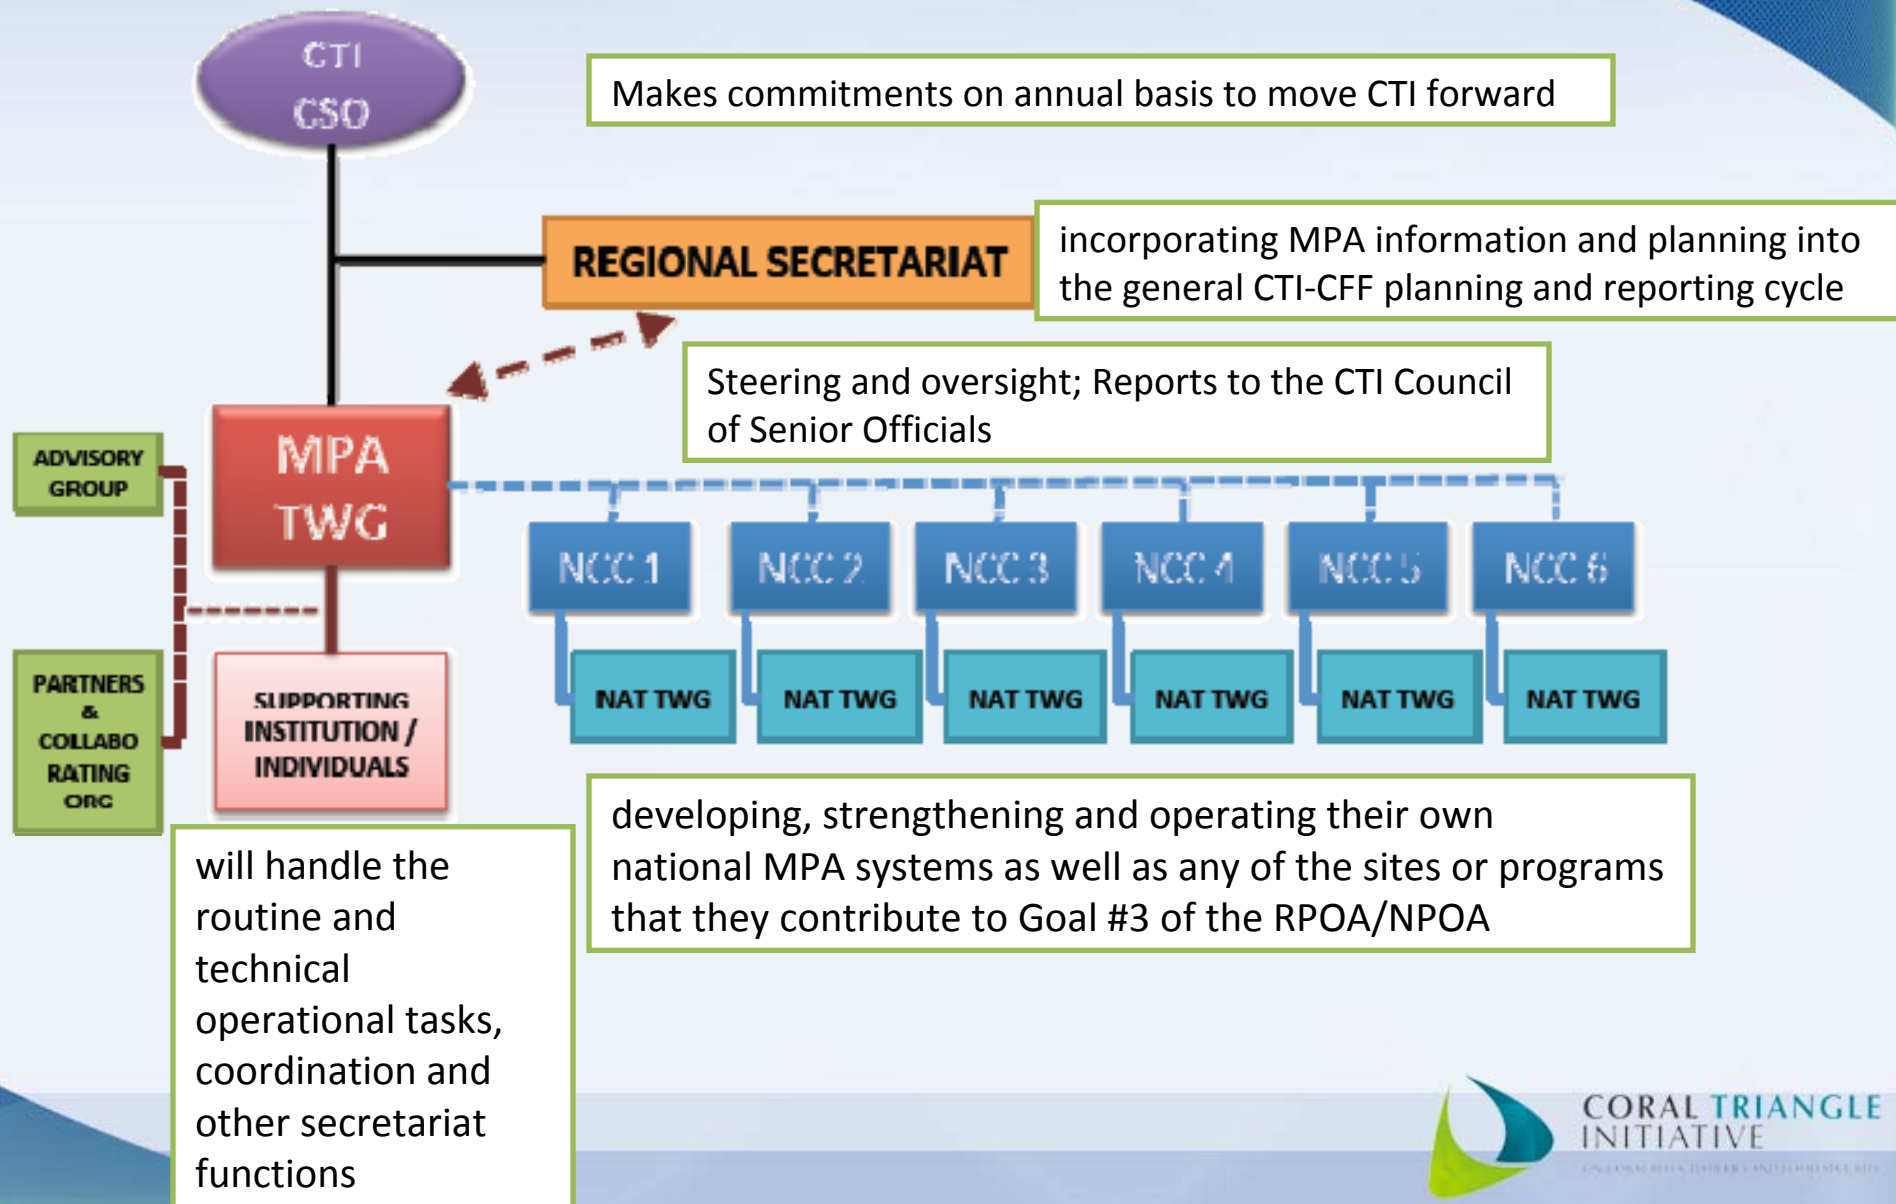 CTI
CSO
Makes commitments on annual basis to move CTI forward
REGIONAL SECRETARIAT
incorporating MPA information and planning into
the general CTI-CFF planning and reporting cycle
Steering and oversight; Reports to the CTI Council
of Senior Officials
ADVISORY
GROUP
MPA
TWG
NCC 1
NCC 2
NCC 3
NCC 4
NCC 5
NCC 6
PARTNERS
&
COLLABO
RATING
ORG
SUPPORTING
INSTITUTION /
INDIVIDUALS
NAT TWG
NAT TWG
NAT TWG
NAT TWG
NAT TWG
NAT TWG
will handle the
routine and
technical
operational tasks,
coordination and
other secretariat
functions
developing, strengthening and operating their own
national MPA systems as well as any of the sites or programs
that they contribute to Goal #3 of the RPOA/NPOA
CORAL TRIANGLE
INITIATIVE